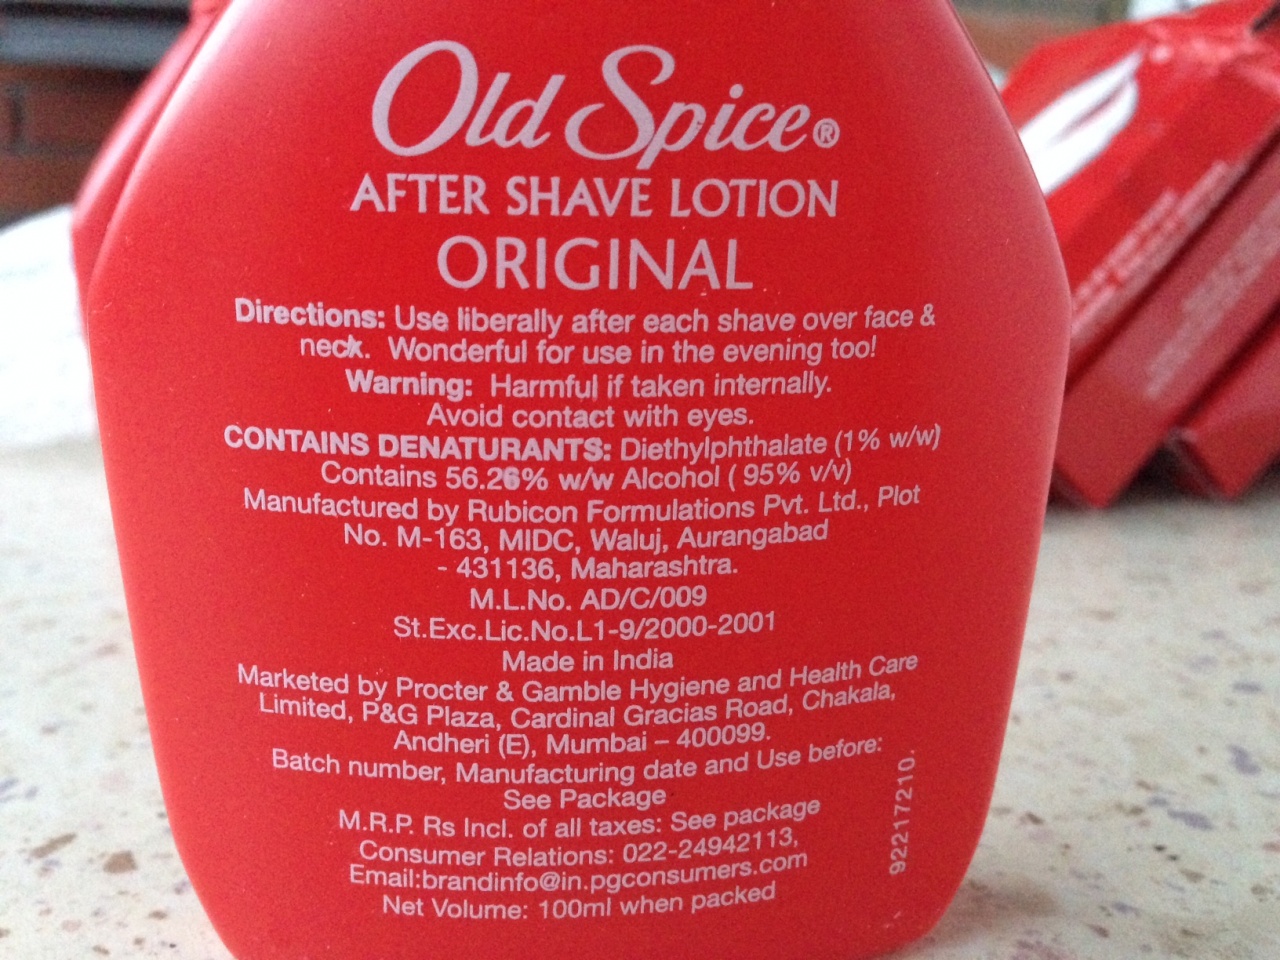 Old Spice®
AFTER SHAVE LOTION
ORIGINAL
Directions: Use liberally after each shave over face &
neck. Wonderful for use in the evening too!
Warning: Harmful if taken internally.
Avoid contact with eyes.
CONTAINS DENATURANTS: Diethylphthalate (1% w/w)
Contains 56.26% w/w Alcohol ( 95% v/v)
Manufactured by Rubicon Formulations Pvt. Ltd., Plot
No. M-163, MIDC, Waluj, Aurangabad
- 431136, Maharashtra.
M.L.No. AD/C/009
St.Exc.Lic.No.L1-9/2000-2001
Made in India
Marketed by Procter & Gamble Hygiene and Health Care
Limited, P&G Plaza, Cardinal Gracias Road, Chakala,
Andheri (E), Mumbai – 400099.
Batch number, Manufacturing date and Use before:
See Package
M.R.P. Rs Incl. of all taxes: See package
Consumer Relations: 022-24942113,
Email:brandinfo@in.pgconsumers.com
Net Volume: 100ml when packed
92217210.